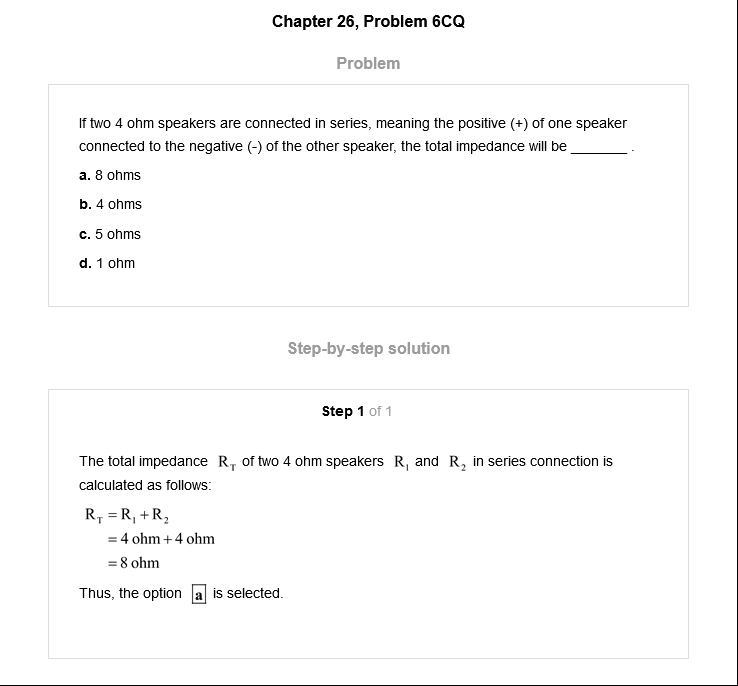 Chapter 26, Problem 6CQ
Problem
If two 4 ohm speakers are connected in series, meaning the positive (+) of one speaker
connected to the negative (-) of the other speaker, the total impedance will be _______ .
a. 8 ohms
b. 4 ohms
c. 5 ohms
d. 1 ohm
Step-by-step solution
Step 1 of 1
The total impedance R_T of two 4 ohm speakers R_1 and R_2 in series connection is
calculated as follows:
R_T = R_1 + R_2
= 4 ohm + 4 ohm
= 8 ohm
Thus, the option a is selected.